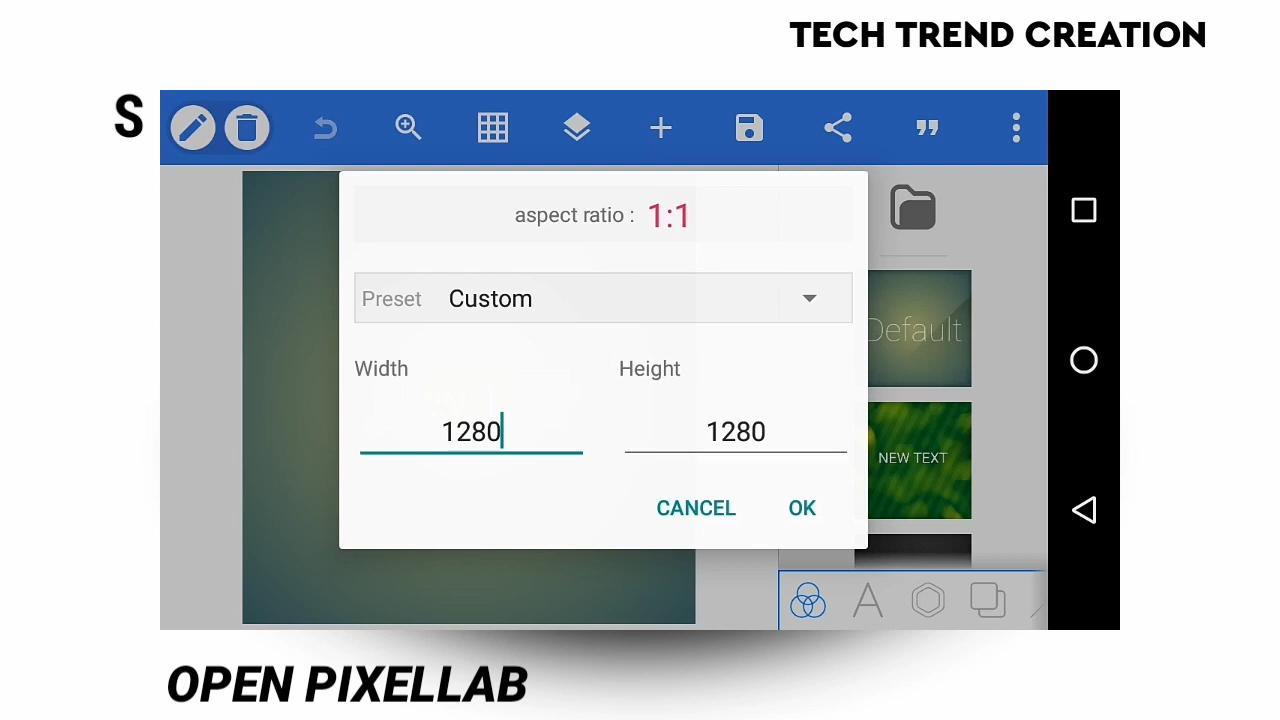 TECH TREND CREATION
S
aspect ratio : 1:1
Preset Custom
Default
Width Height
1280 1280
NEW TEXT
CANCEL OK
OPEN PIXELLAB